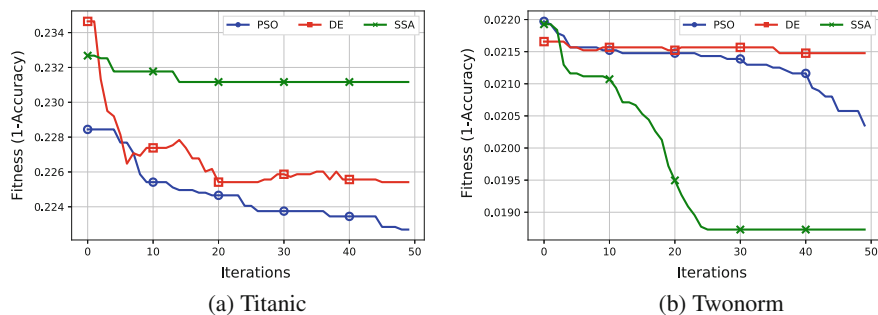 PSO DE SSA
0.234
0.232
0.230
0.228
0.226
0.224
Fitness (1-Accuracy)
0 10 20 30 40 50
Iterations
(a) Titanic
PSO DE SSA
0.0220
0.0215
0.0210
0.0205
0.0200
0.0195
0.0190
Fitness (1-Accuracy)
0 10 20 30 40 50
Iterations
(b) Twonorm